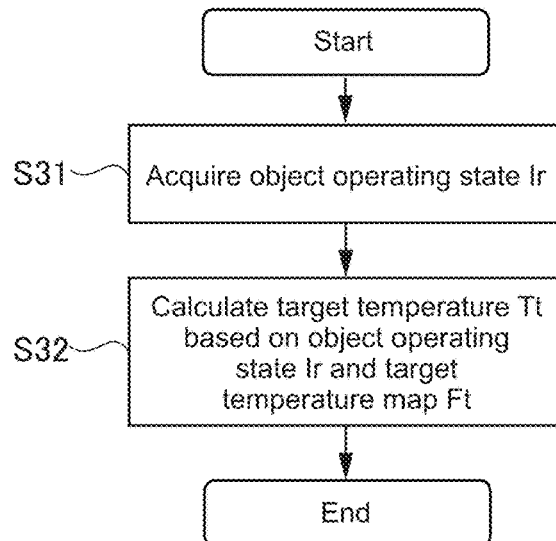 Start
S31
Acquire object operating state Ir
S32
Calculate target temperature Tt
based on object operating
state Ir and target
temperature map Ft
End